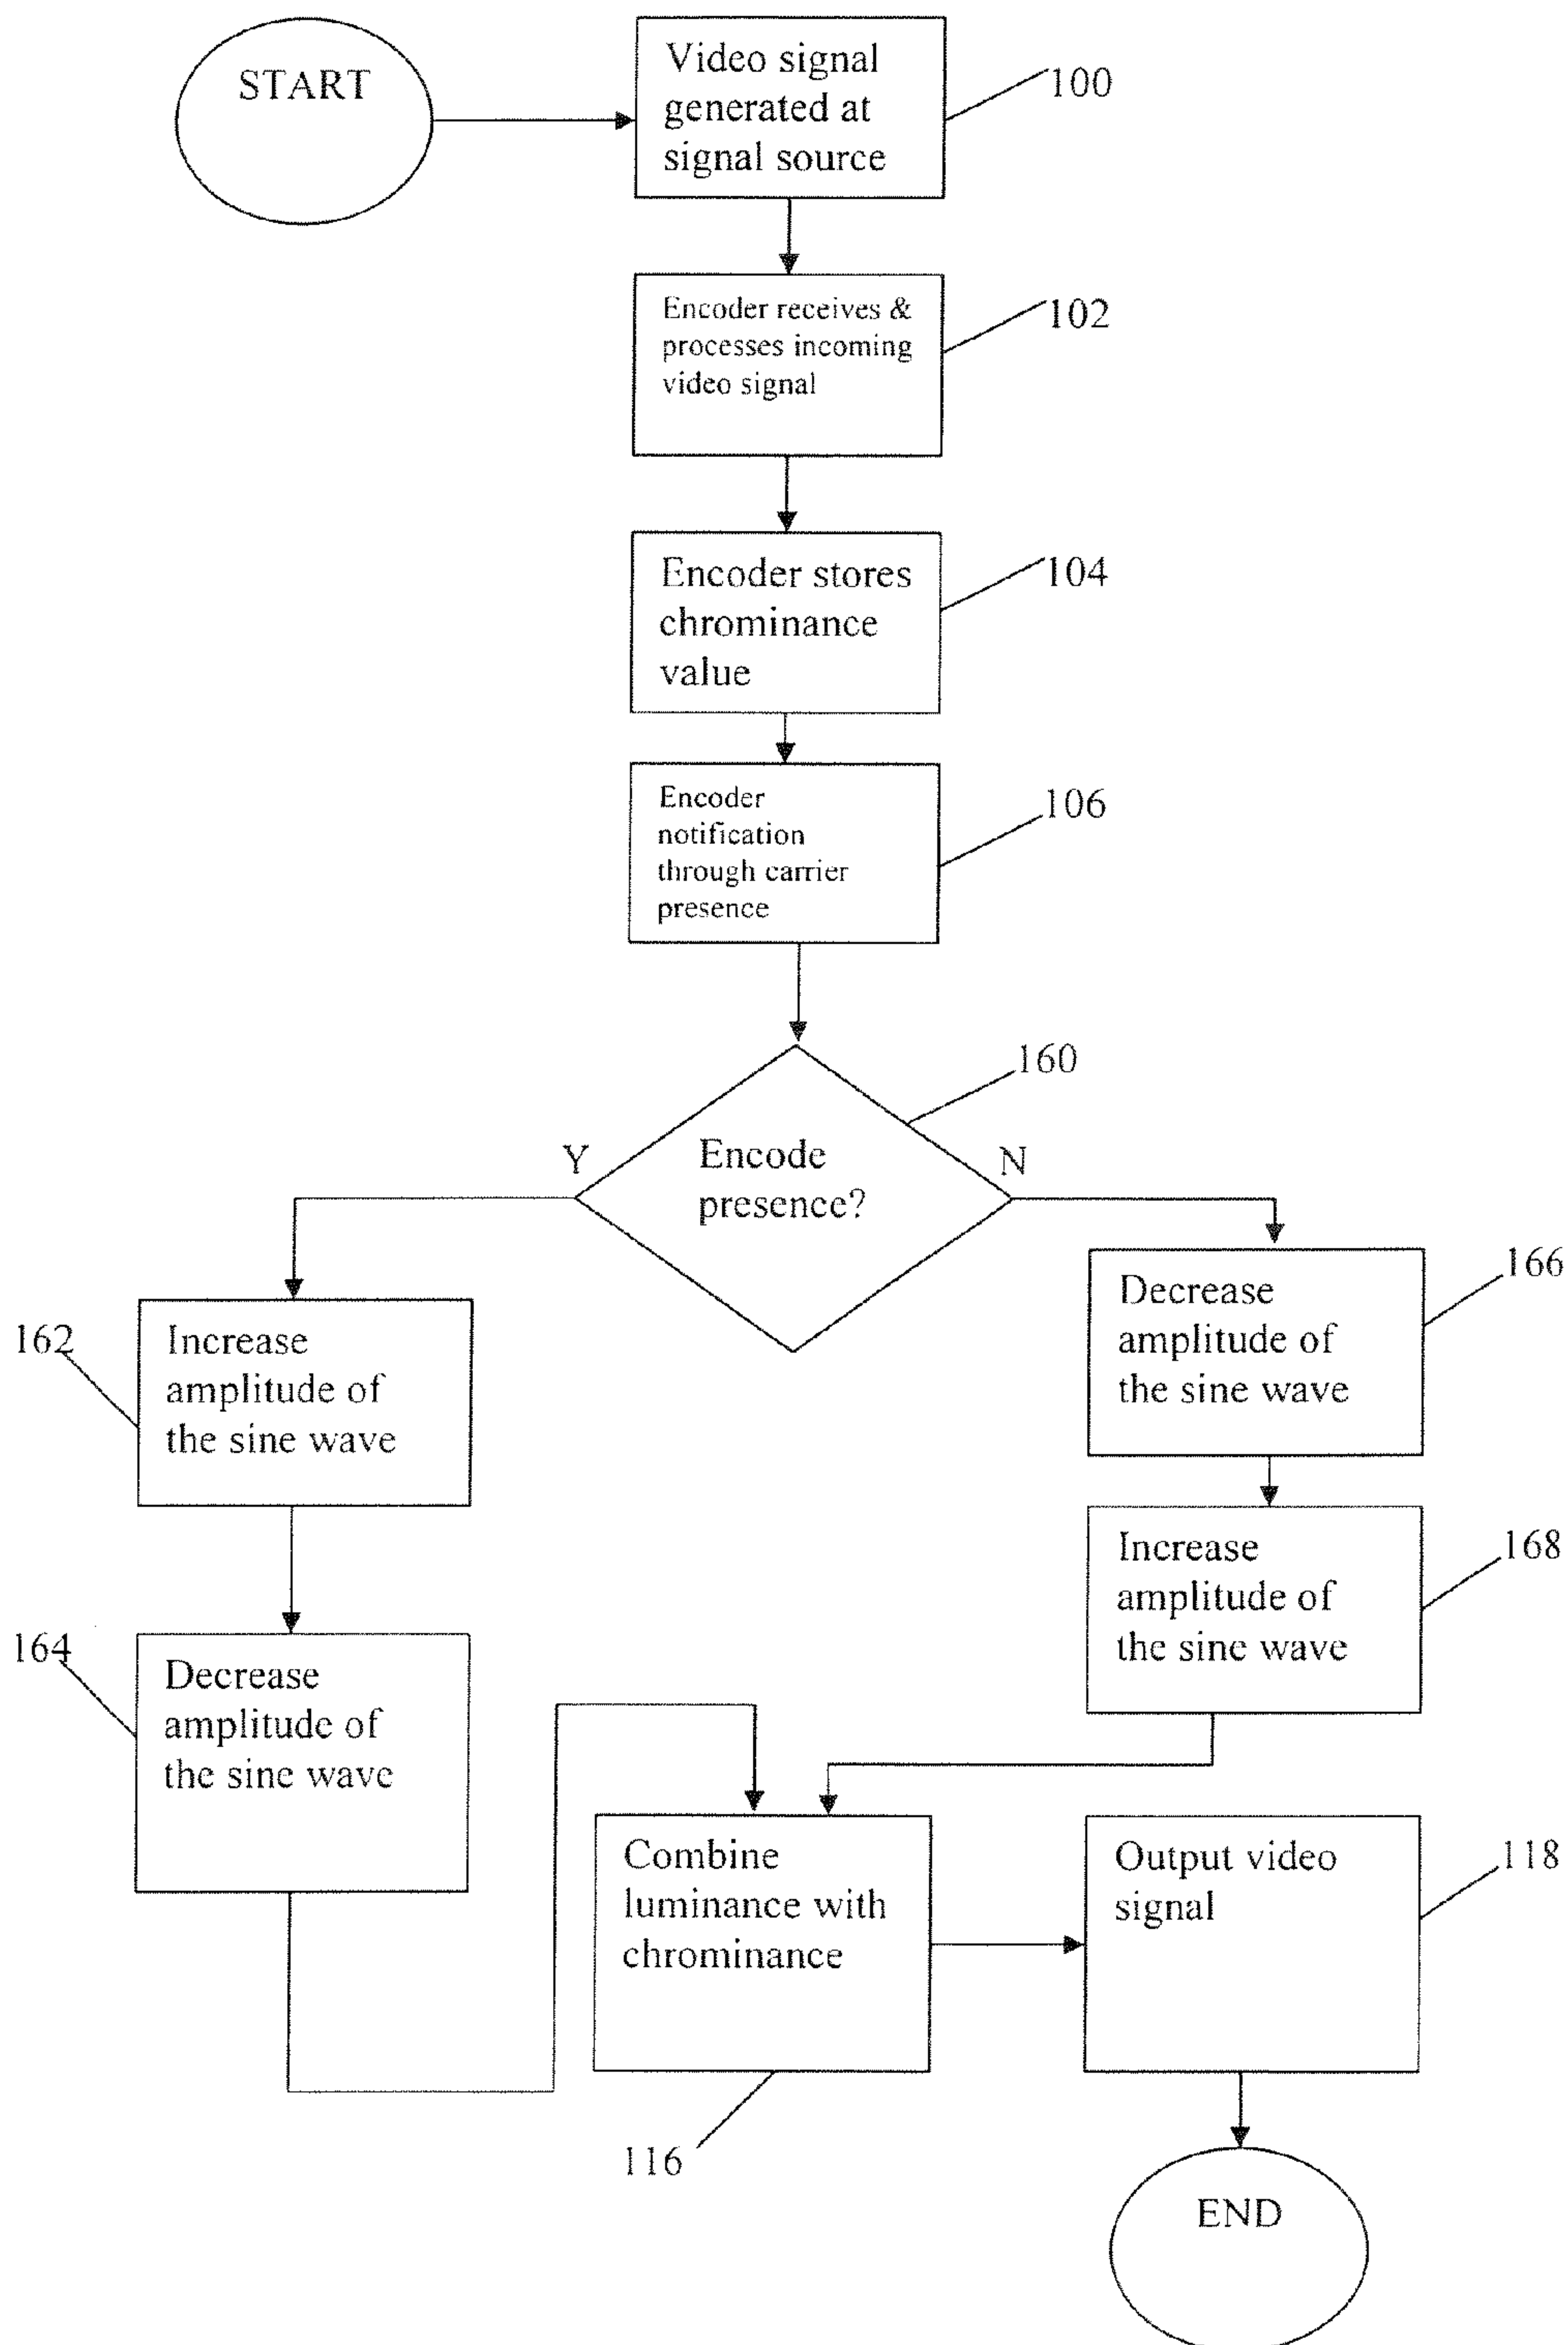 START
Video signal
generated at
signal source
100
Encoder receives &
processes incoming
video signal
102
Encoder stores
chrominance
value
104
Encoder
notification
through carrier
presence
106
160
Y
Encode
presence?
N
162
Increase
amplitude of
the sine wave
Decrease
amplitude of
the sine wave
166
164
Decrease
amplitude of
the sine wave
Increase
amplitude of
the sine wave
168
Combine
luminance with
chrominance
116
Output video
signal
118
END